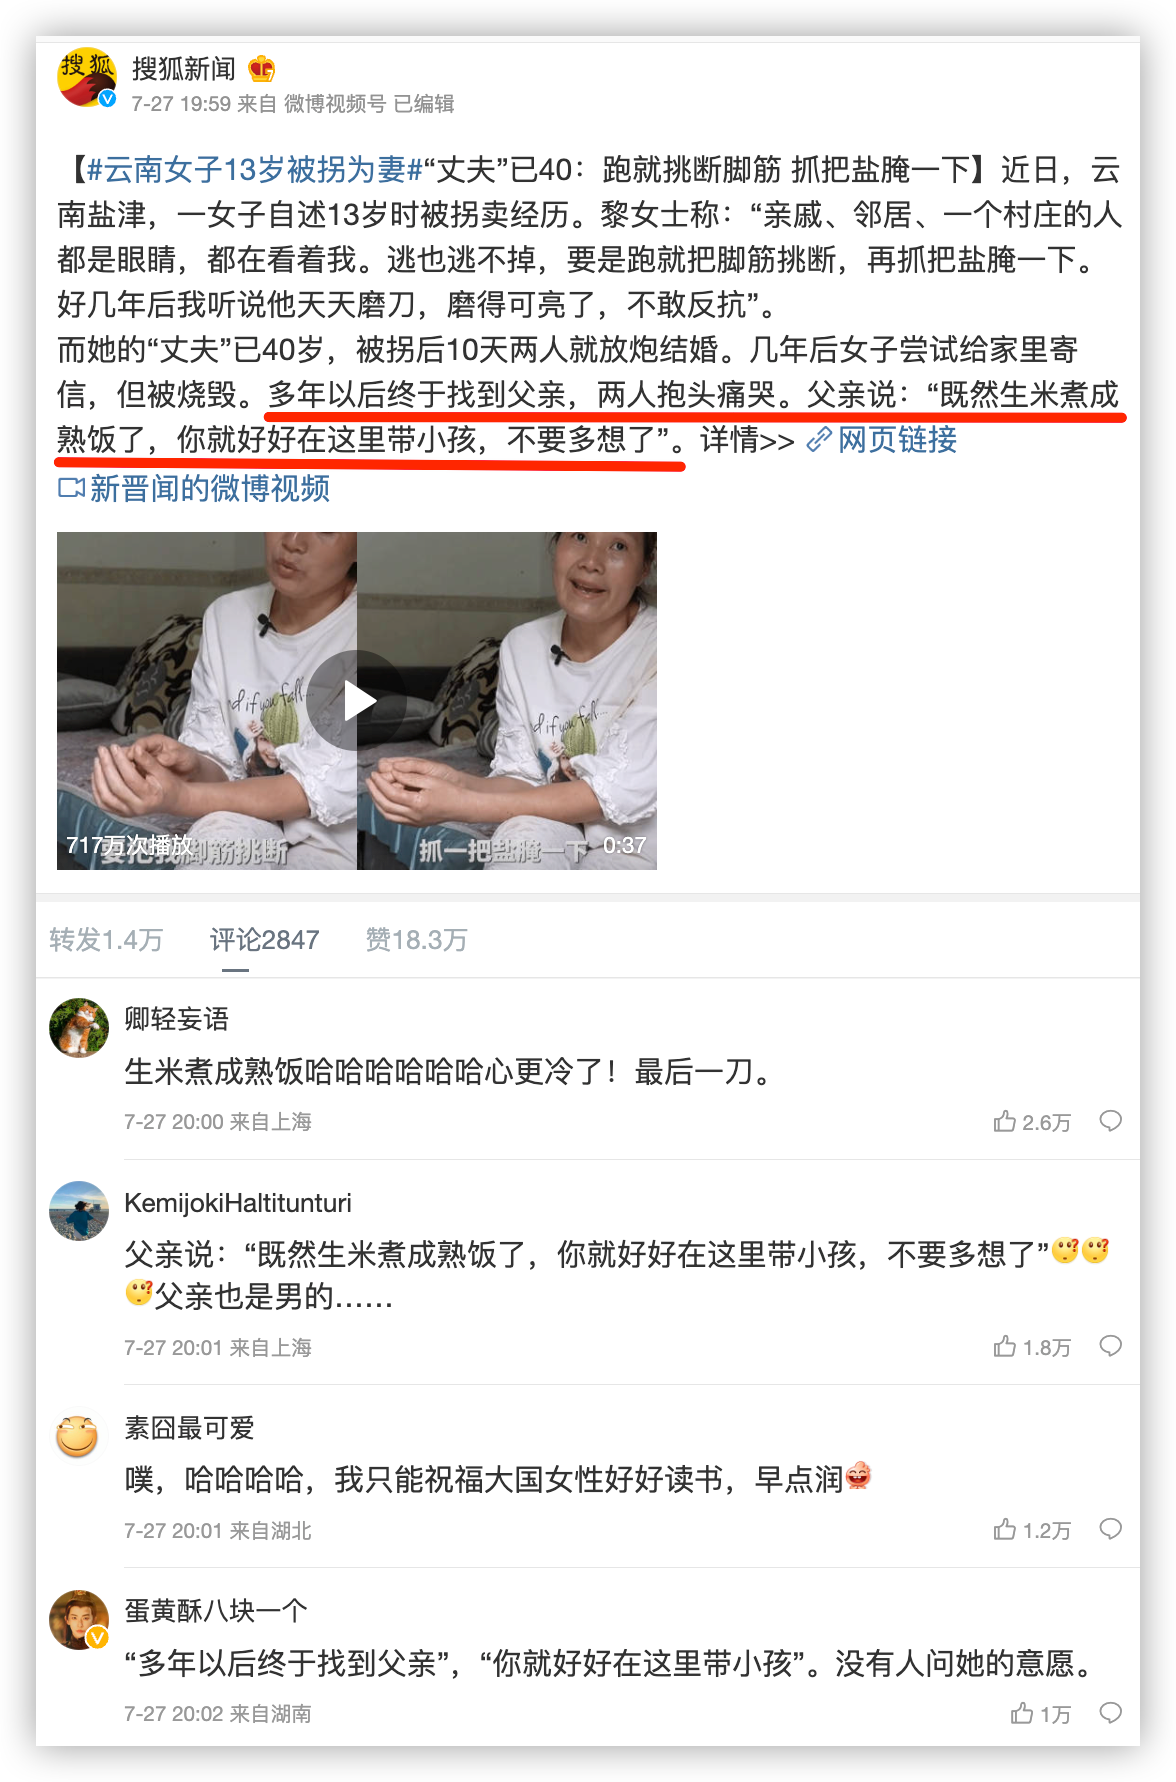 搜狐
搜狐新闻
7-27 19:59 来自 微博视频号 已编辑
【#云南女子13岁被拐为妻#“丈夫”已40：跑就挑断脚筋 抓把盐腌一下】近日，云
南盐津，一女子自述13岁时被拐卖经历。黎女士称：“亲戚、邻居、一个村庄的人
都是眼睛，都在看着我。逃也逃不掉，要是跑就把脚筋挑断，再抓把盐腌一下。
好几年后我听说他天天磨刀，磨得可亮了，不敢反抗”。
而她的“丈夫”已40岁，被拐后10天两人就放炮结婚。几年后女子尝试给家里寄
信，但被烧毁。多年以后终于找到父亲，两人抱头痛哭。父亲说：“既然生米煮成
熟饭了，你就好好在这里带小孩，不要多想了”。详情>> 网页链接
新晋闻的微博视频
d if you fall...
d if you fall...
717万次播放
要把我脚筋挑断
抓一把盐腌一下
0:37
转发1.4万 评论2847 赞18.3万
卿轻妄语
生米煮成熟饭哈哈哈哈哈哈心更冷了！最后一刀。
7-27 20:00 来自上海 2.6万
KemijokiHaltitunturi
父亲说：“既然生米煮成熟饭了，你就好好在这里带小孩，不要多想了”
父亲也是男的……
7-27 20:01 来自上海 1.8万
素囧最可爱
噗，哈哈哈哈，我只能祝福大国女性好好读书，早点润
7-27 20:01 来自湖北 1.2万
蛋黄酥八块一个
“多年以后终于找到父亲”，“你就好好在这里带小孩”。没有人问她的意愿。
7-27 20:02 来自湖南 1万